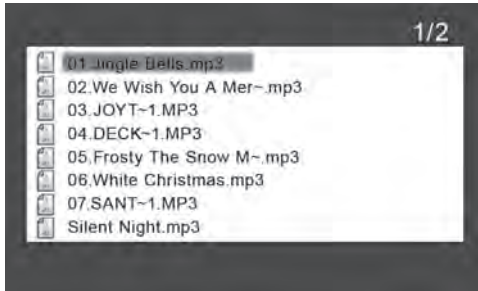 1/2
01.Jingle Bells.mp3
02.We Wish You A Mer~.mp3
03.JOYT~1.MP3
04.DECK~1.MP3
05.Frosty The Snow M~.mp3
06.White Christmas.mp3
07.SANT~1.MP3
Silent Night.mp3